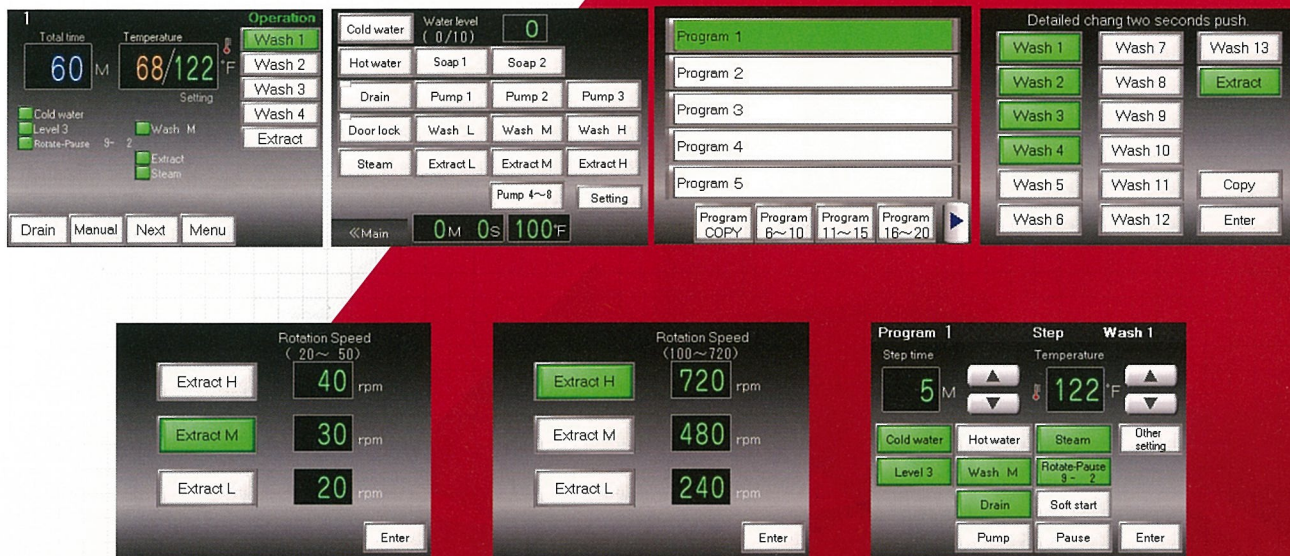 1
Operation
Total time
Temperature
60 M
68/122 °F
Setting
Wash 1
Wash 2
Wash 3
Wash 4
Extract
Cold water
Level 3
Rotate-Pause 9- 2
Wash M
Extract
Steam
Drain Manual Next Menu
Cold water
Water level
( 0/10)
0
Hot water Soap 1 Soap 2
Drain Pump 1 Pump 2 Pump 3
Door lock Wash L Wash M Wash H
Steam Extract L Extract M Extract H
Pump 4～8 Setting
≪Main 0M 0S 100°F
Program 1
Program 2
Program 3
Program 4
Program 5
Program COPY
Program 6～10
Program 11～15
Program 16～20
Detailed chang two seconds push.
Wash 1 Wash 7 Wash 13
Wash 2 Wash 8 Extract
Wash 3 Wash 9
Wash 4 Wash 10
Wash 5 Wash 11 Copy
Wash 6 Wash 12 Enter
Rotation Speed
( 20～ 50)
Extract H 40 rpm
Extract M 30 rpm
Extract L 20 rpm
Enter
Rotation Speed
(100～720)
Extract H 720 rpm
Extract M 480 rpm
Extract L 240 rpm
Enter
Program 1 Step Wash 1
Step time Temperature
5 M 122 °F
Cold water Hot water Steam Other setting
Level 3 Wash M Rotate-Pause 9- 2
Drain Soft start
Pump Pause Enter